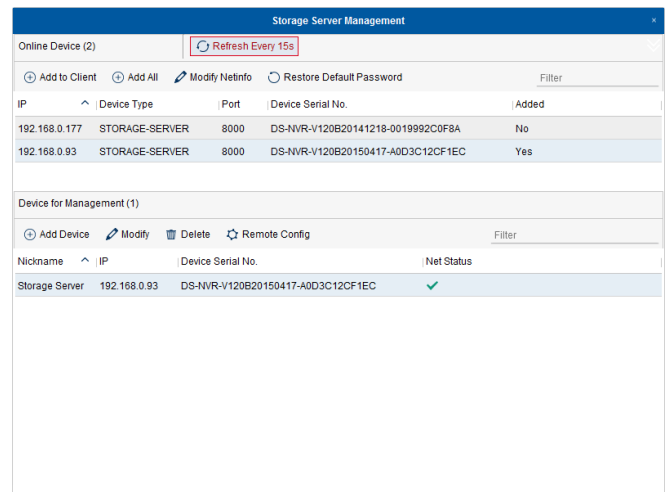 Storage Server Management ×
Online Device (2) Refresh Every 15s
Add to Client Add All Modify Netinfo Restore Default Password Filter
IP Device Type Port Device Serial No. Added
192.168.0.177 STORAGE-SERVER 8000 DS-NVR-V120B20141218-0019992C0F8A No
192.168.0.93 STORAGE-SERVER 8000 DS-NVR-V120B20150417-A0D3C12CF1EC Yes
Device for Management (1)
Add Device Modify Delete Remote Config Filter
Nickname IP Device Serial No. Net Status
Storage Server 192.168.0.93 DS-NVR-V120B20150417-A0D3C12CF1EC